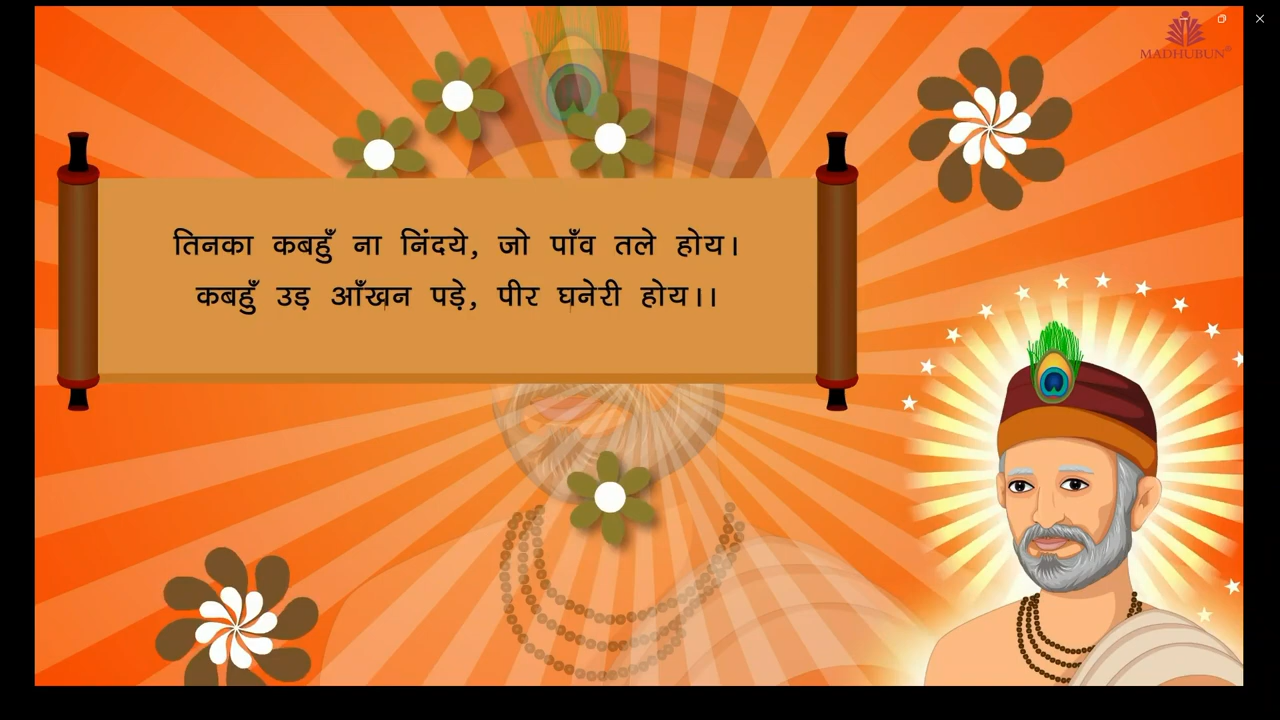 MADHUBUN®
तिनका कबहुँ ना निंदये, जो पाँव तले होय।
कबहुँ उड़ आँखन पड़े, पीर घनेरी होय।।